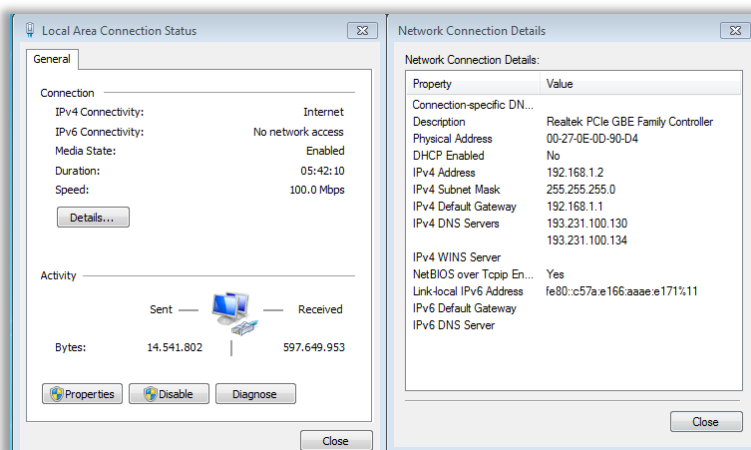 Local Area Connection Status
General
Connection
IPv4 Connectivity: Internet
IPv6 Connectivity: No network access
Media State: Enabled
Duration: 05:42:10
Speed: 100.0 Mbps
Details...
Activity
Sent Received
Bytes: 14.541.802 597.649.953
Properties Disable Diagnose
Close
Network Connection Details
Network Connection Details:
Property Value
Connection-specific DN...
Description Realtek PCIe GBE Family Controller
Physical Address 00-27-0E-0D-90-D4
DHCP Enabled No
IPv4 Address 192.168.1.2
IPv4 Subnet Mask 255.255.255.0
IPv4 Default Gateway 192.168.1.1
IPv4 DNS Servers 193.231.100.130
193.231.100.134
IPv4 WINS Server
NetBIOS over Tcpip En... Yes
Link-local IPv6 Address fe80::c57a:e166:aaae:e171%11
IPv6 Default Gateway
IPv6 DNS Server
Close